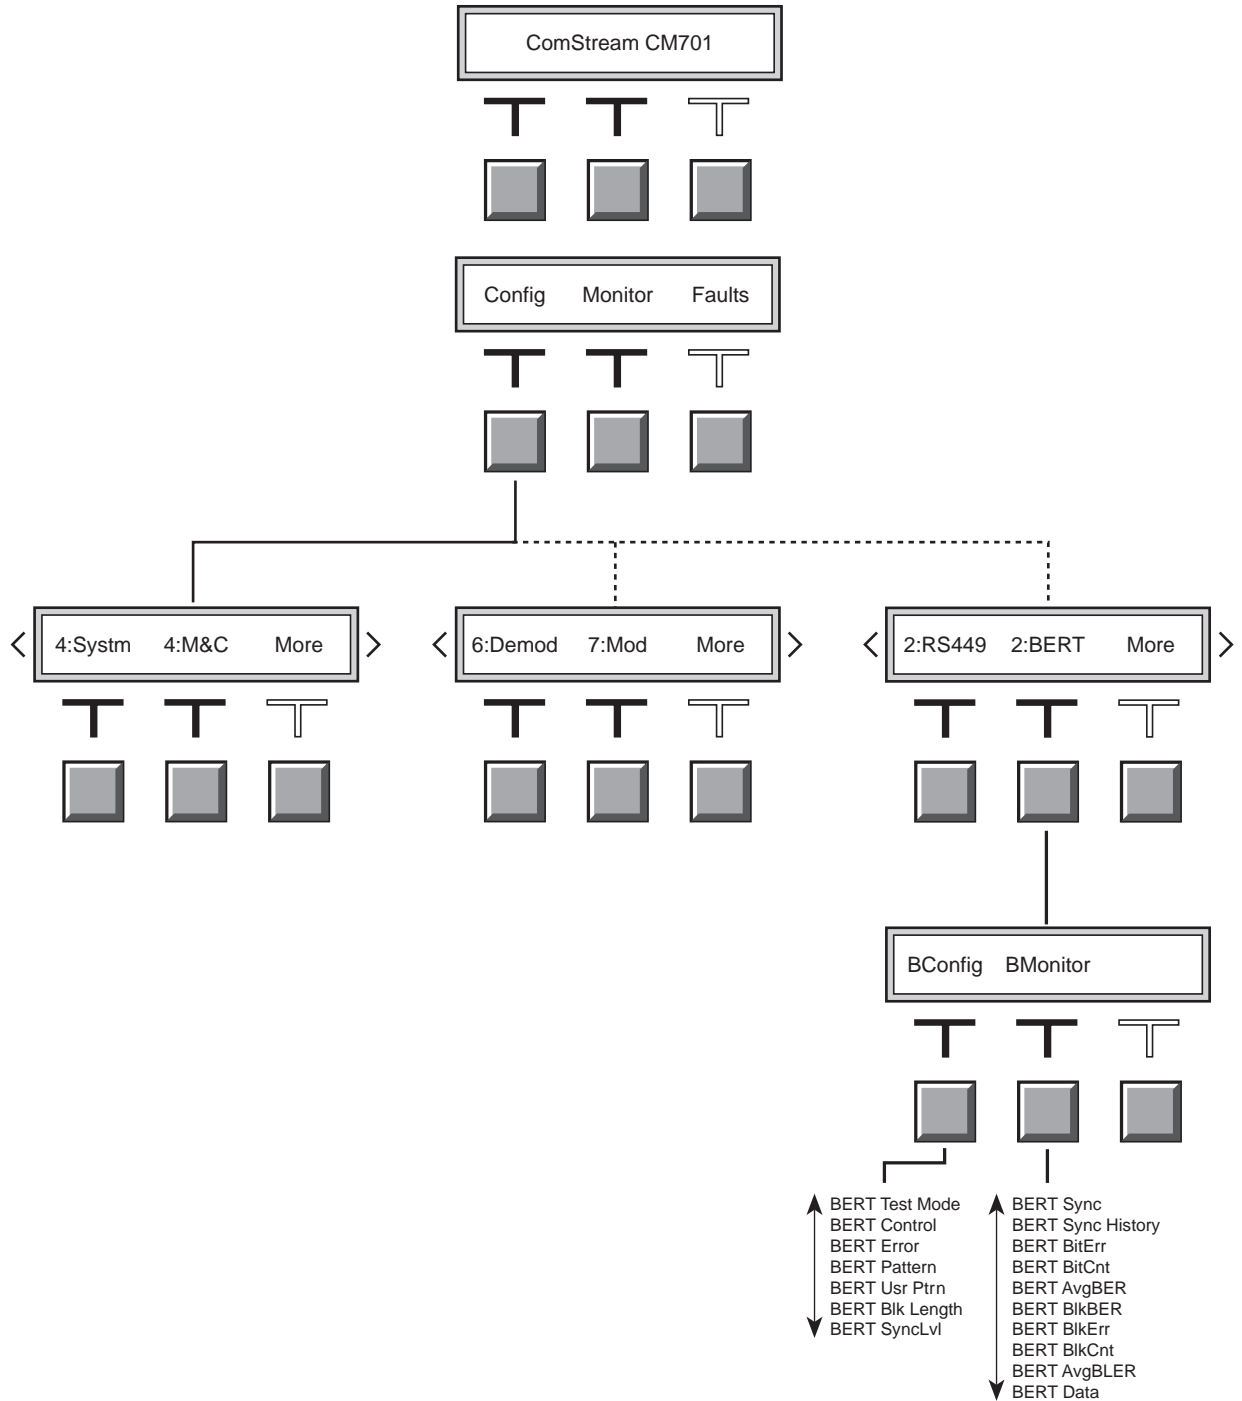 ComStream CM701
Config Monitor Faults
< 4:Systm 4:M&C More >
< 6:Demod 7:Mod More >
< 2:RS449 2:BERT More >
BConfig BMonitor
BERT Test Mode
BERT Control
BERT Error
BERT Pattern
BERT Usr Ptrn
BERT Blk Length
BERT SyncLvl
BERT Sync
BERT Sync History
BERT BitErr
BERT BitCnt
BERT AvgBER
BERT BlkBER
BERT BlkErr
BERT BlkCnt
BERT AvgBLER
BERT Data